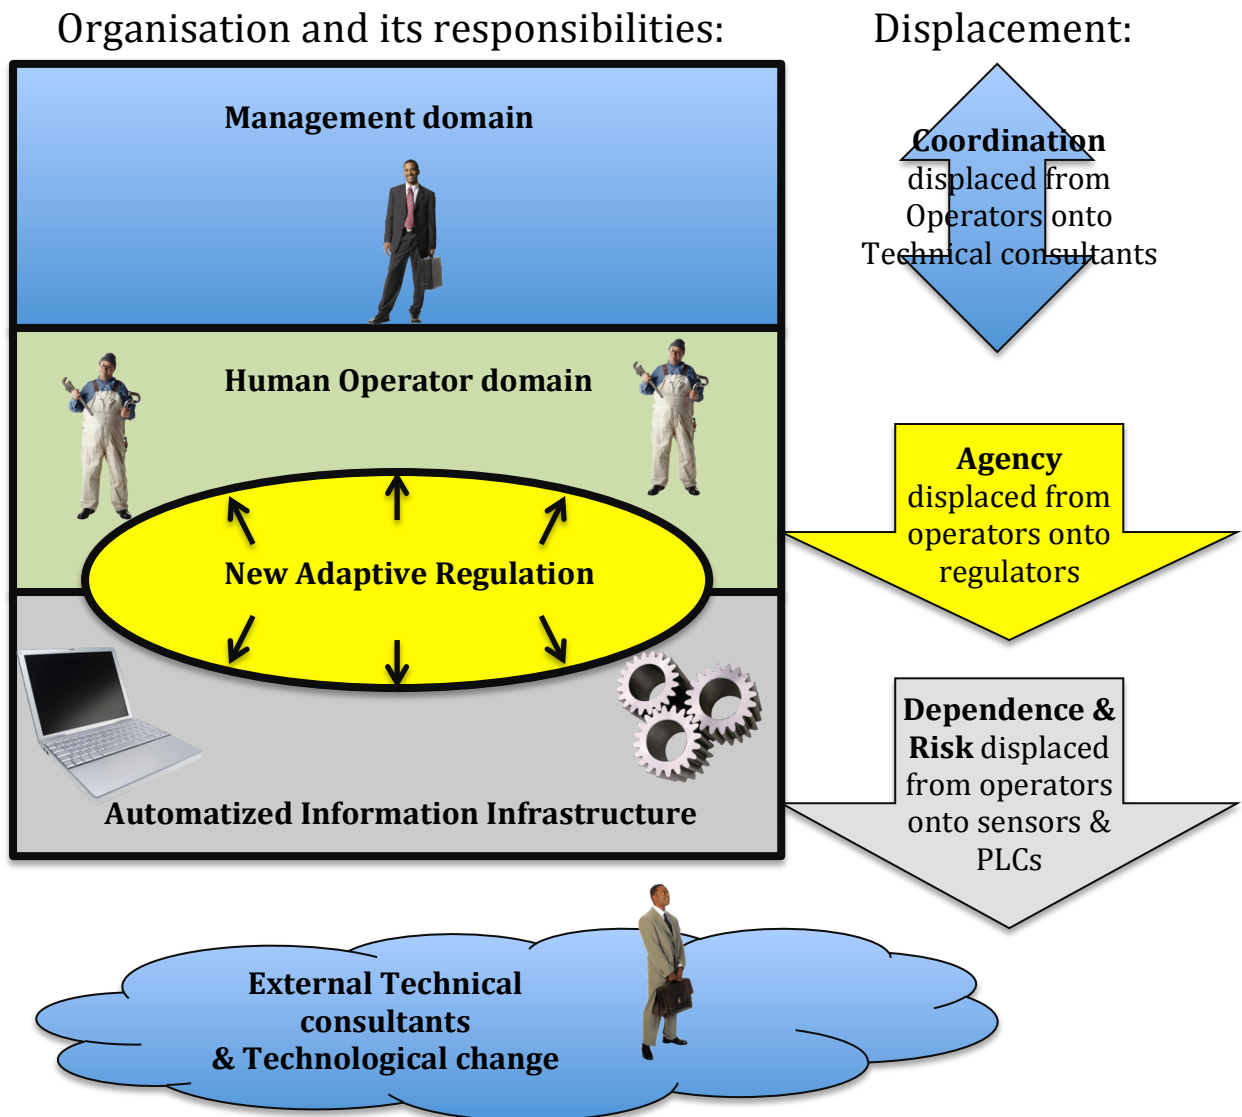 Organisation and its responsibilities:
Displacement:
Management domain
Coordination
displaced from
Operators onto
Technical consultants
Human Operator domain
Agency
displaced from
operators onto
regulators
New Adaptive Regulation
Dependence &
Risk displaced
from operators
onto sensors &
PLCs
Automatized Information Infrastructure
External Technical
consultants
& Technological change